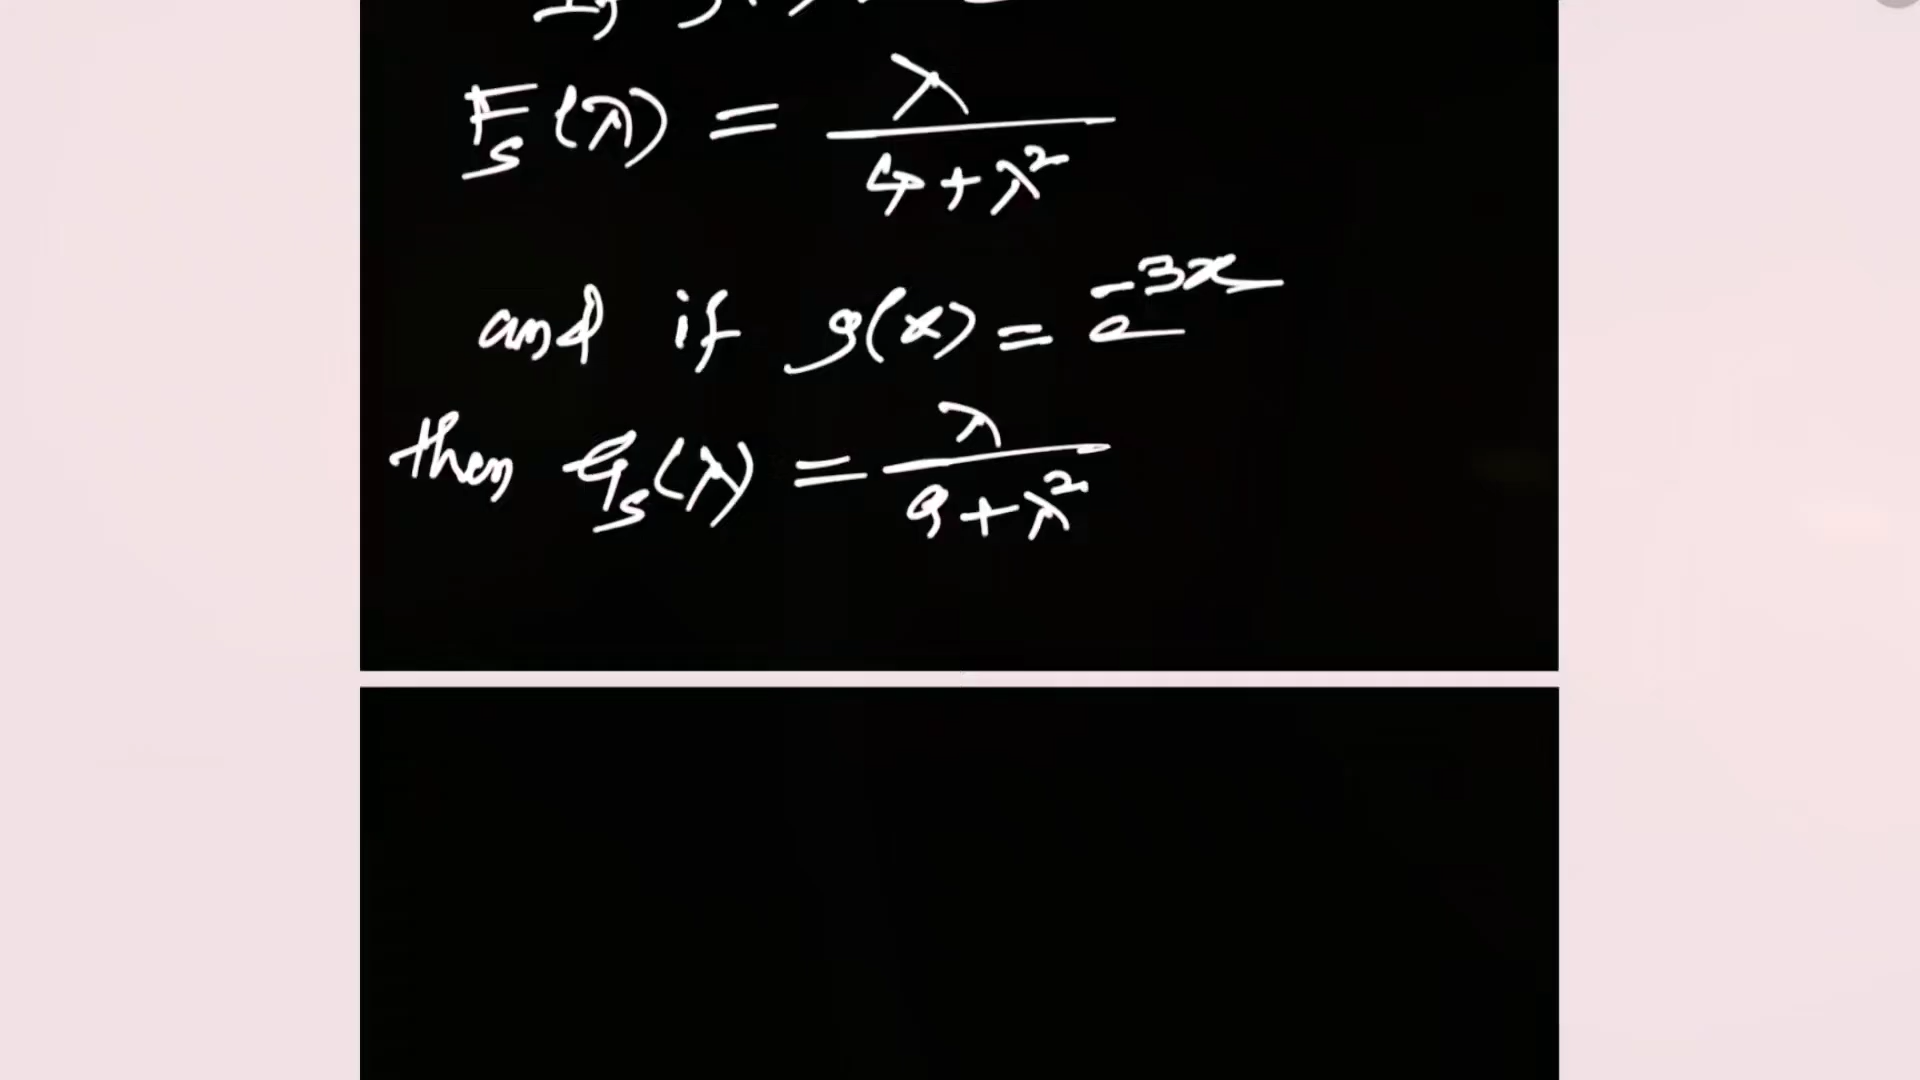 F_s(λ) = λ / (4+λ²)
and if g(x) = e^{-3x}
then G_s(λ) = λ / (9+λ²)